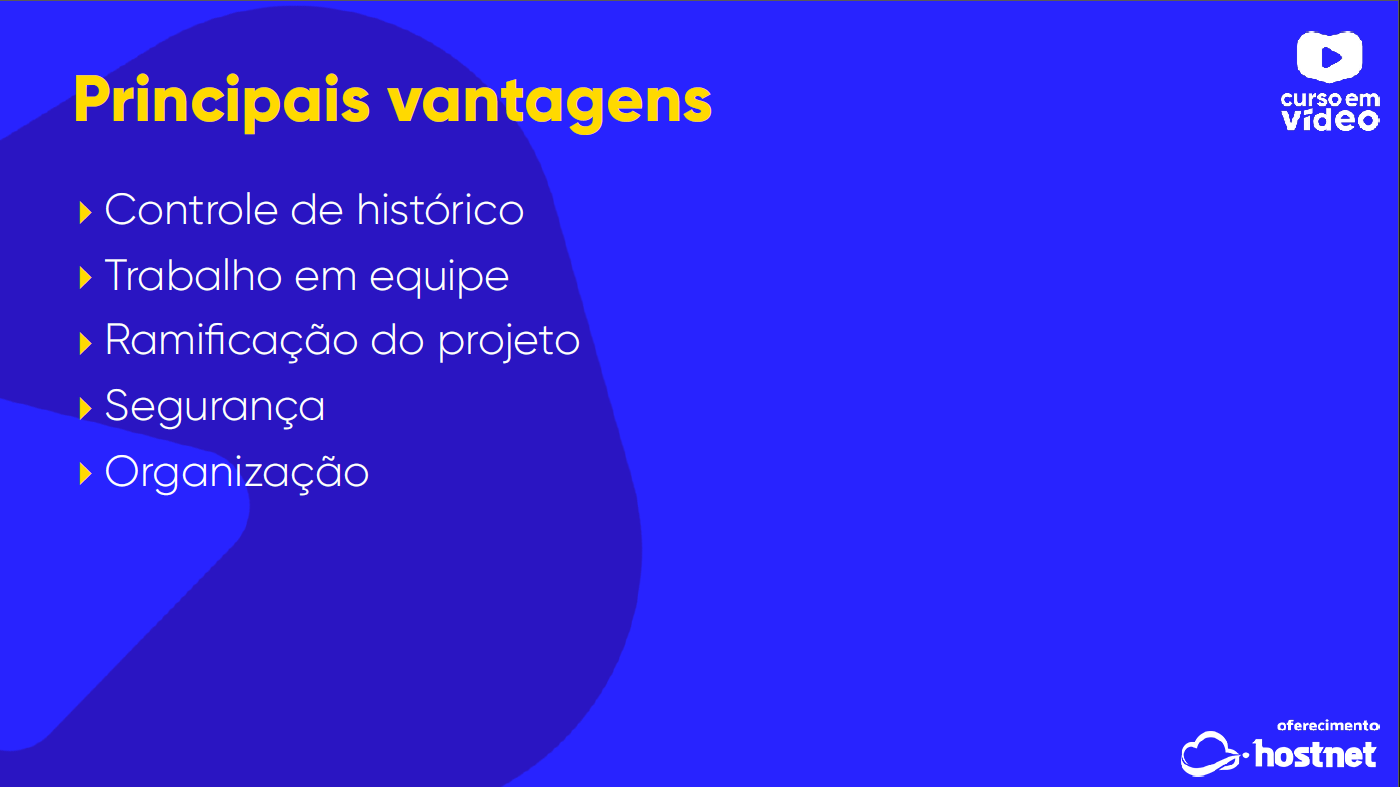 Principais vantagens
curso em
vídeo
Controle de histórico
Trabalho em equipe
Ramificação do projeto
Segurança
Organização
oferecimento
hostnet